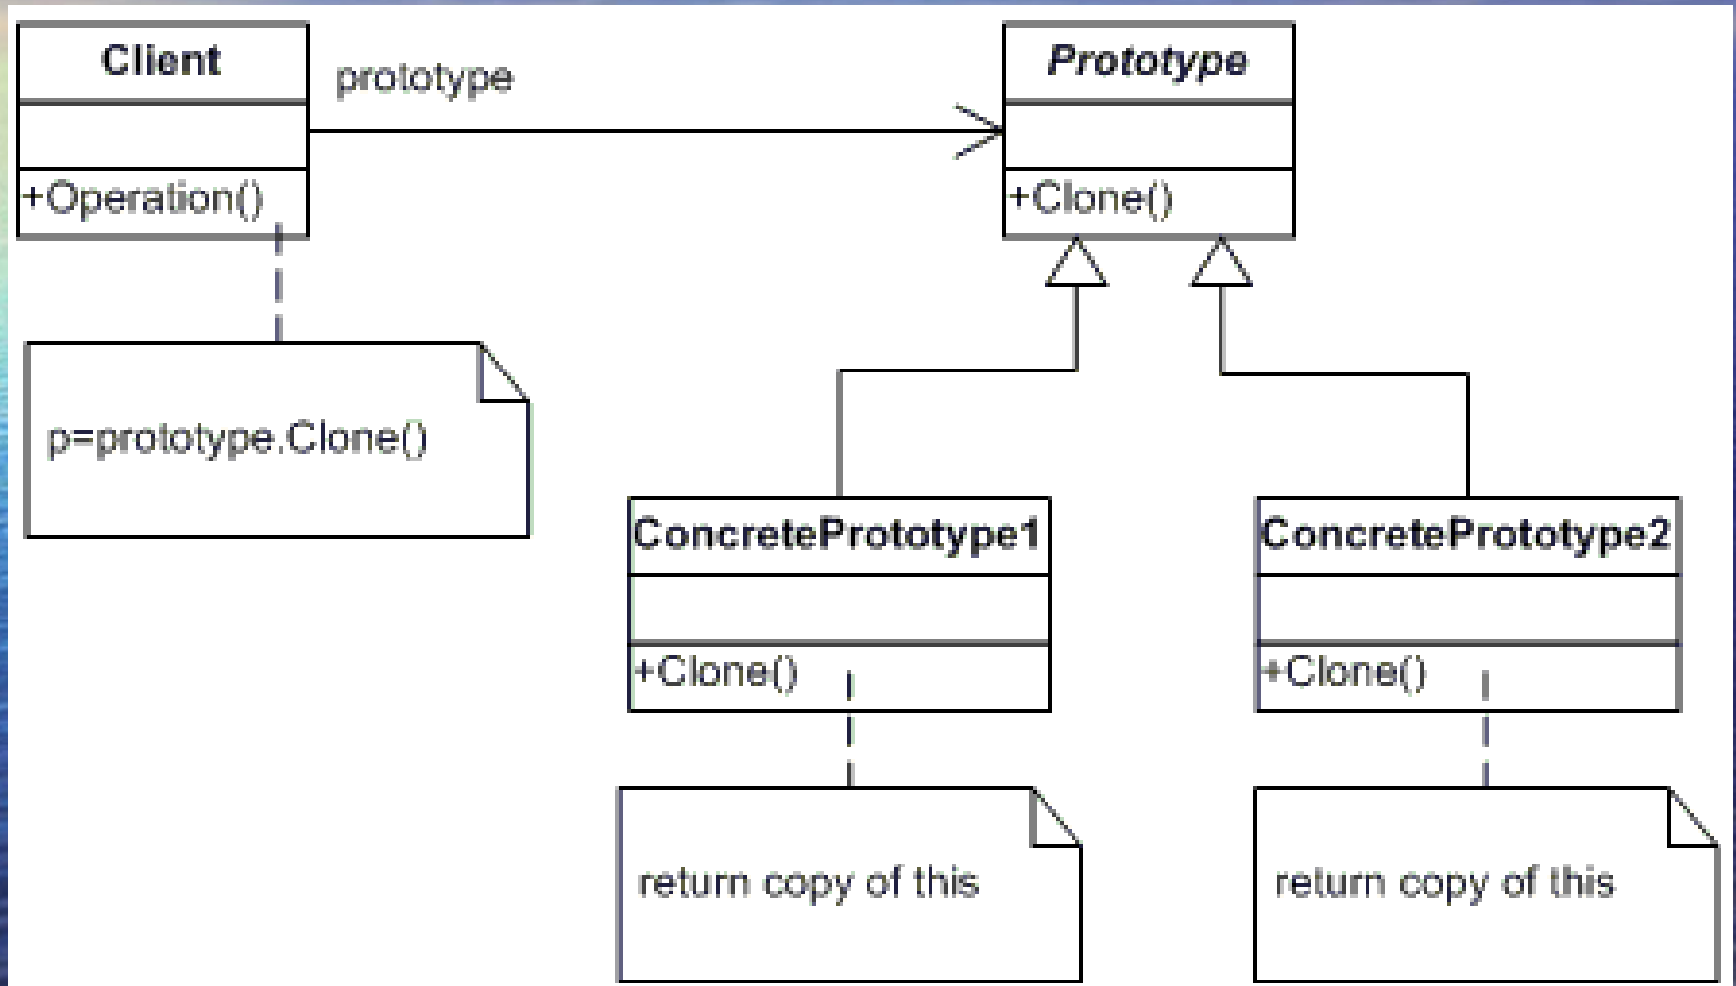 Client
prototype
Prototype
+Operation()
+Clone()
p=prototype.Clone()
ConcretePrototype1
ConcretePrototype2
+Clone()
+Clone()
return copy of this
return copy of this